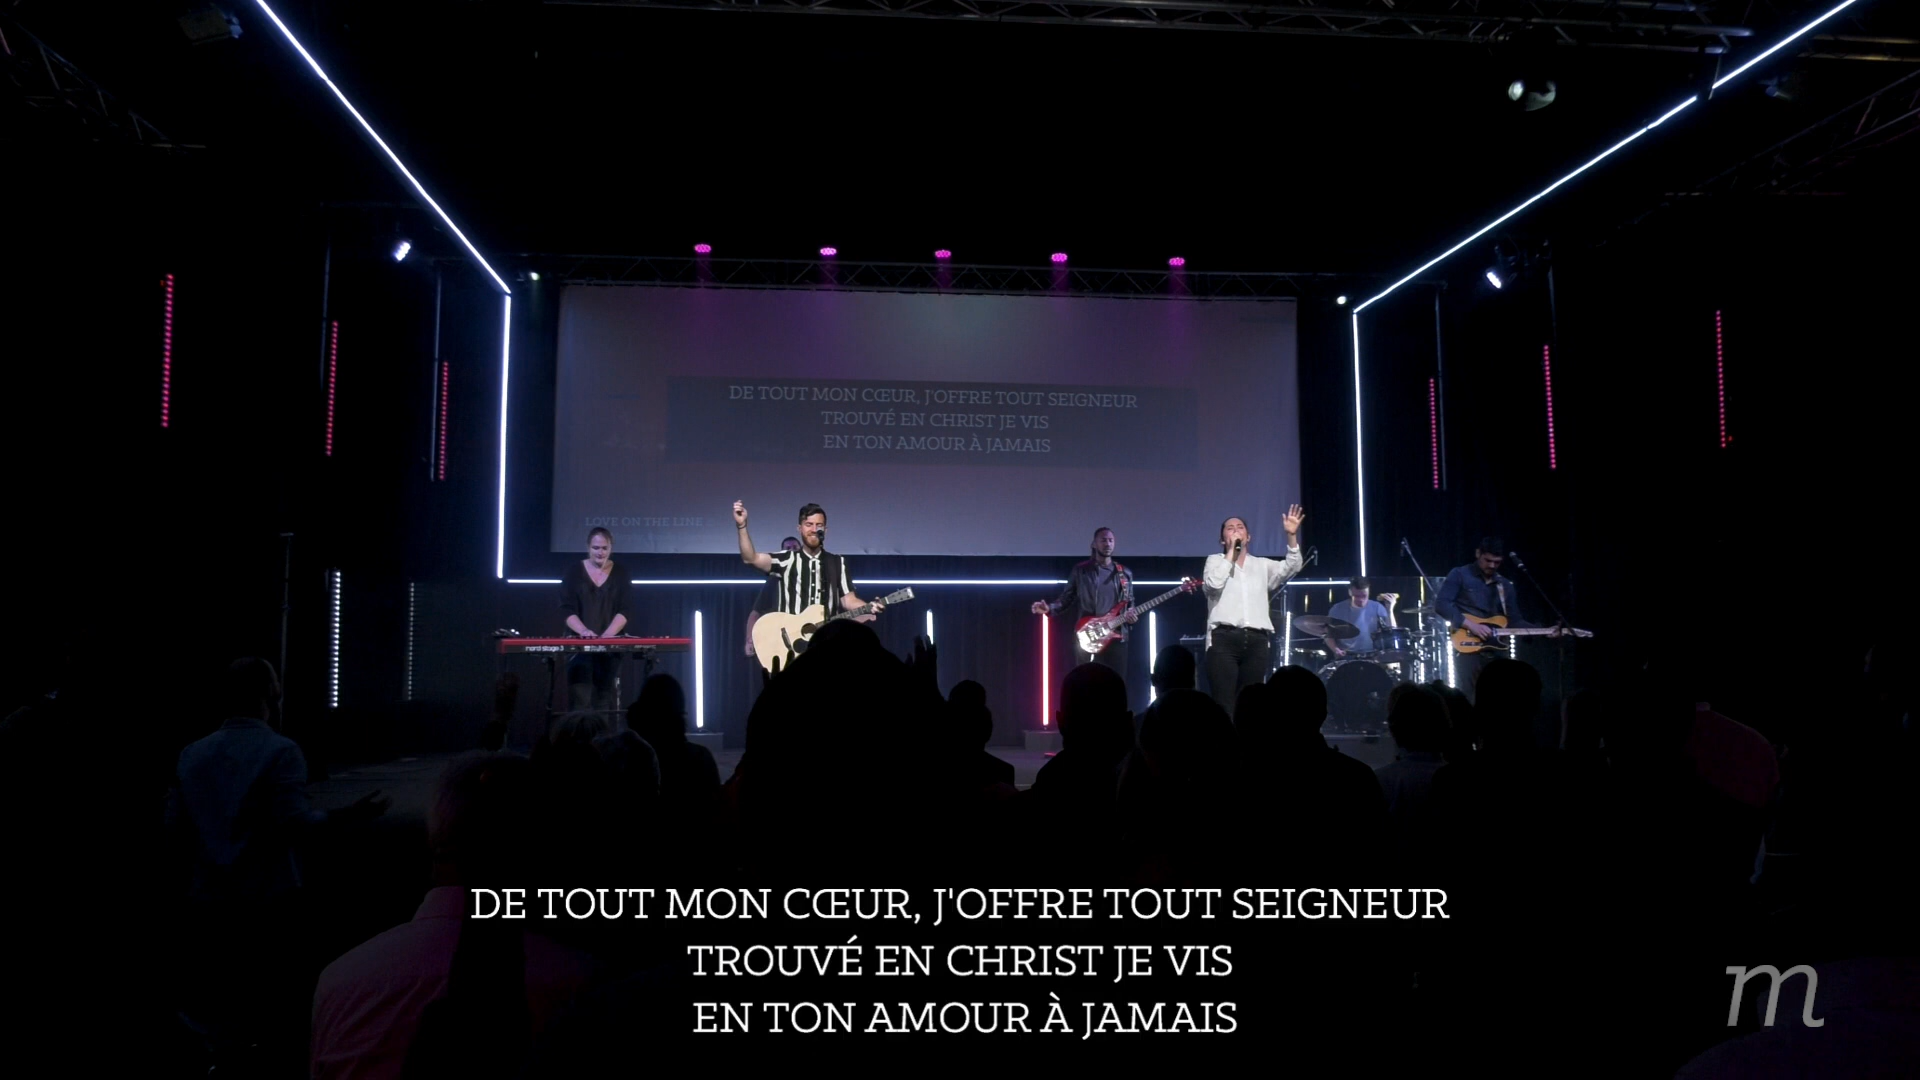 DE TOUT MON CŒUR, J'OFFRE TOUT SEIGNEUR
TROUVÉ EN CHRIST JE VIS
EN TON AMOUR À JAMAIS
LOVE ON THE LINE
nord stage 3
DE TOUT MON CŒUR, J'OFFRE TOUT SEIGNEUR
TROUVÉ EN CHRIST JE VIS
EN TON AMOUR À JAMAIS
m